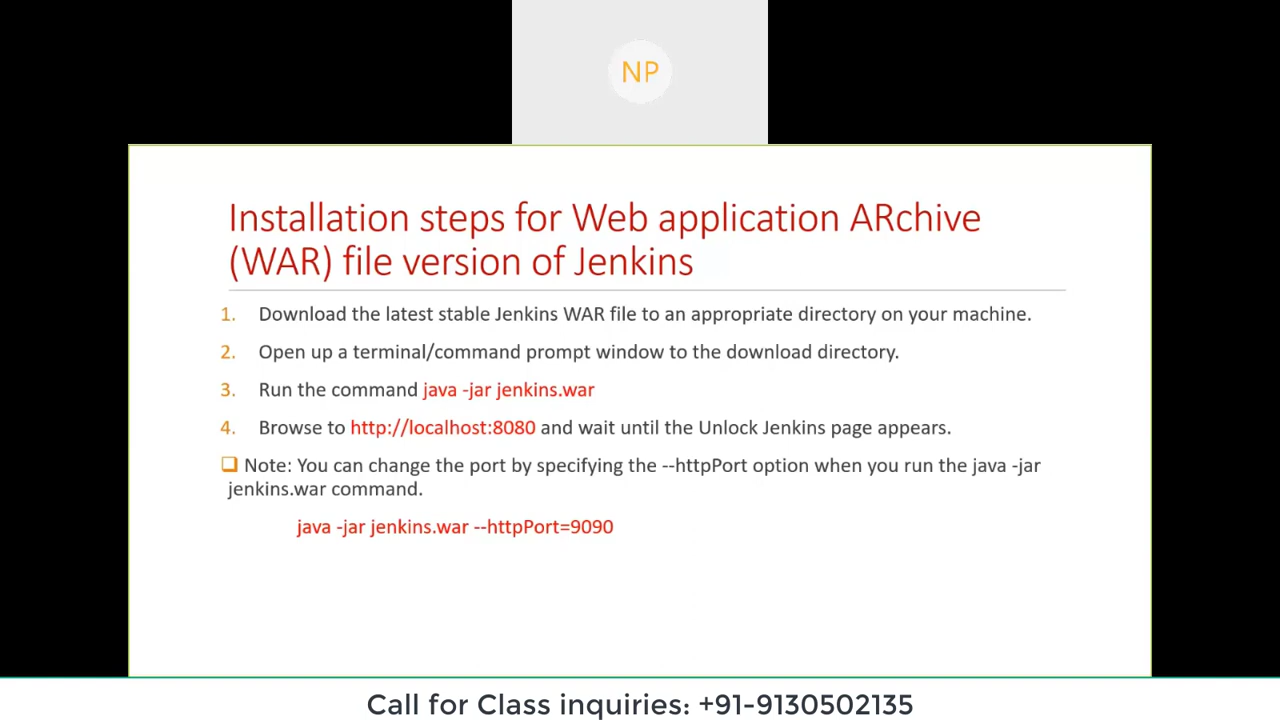 NP
Installation steps for Web application ARchive
(WAR) file version of Jenkins
1. Download the latest stable Jenkins WAR file to an appropriate directory on your machine.
2. Open up a terminal/command prompt window to the download directory.
3. Run the command java -jar jenkins.war
4. Browse to http://localhost:8080 and wait until the Unlock Jenkins page appears.
❑ Note: You can change the port by specifying the --httpPort option when you run the java -jar
jenkins.war command.
java -jar jenkins.war --httpPort=9090
Call for Class inquiries: +91-9130502135